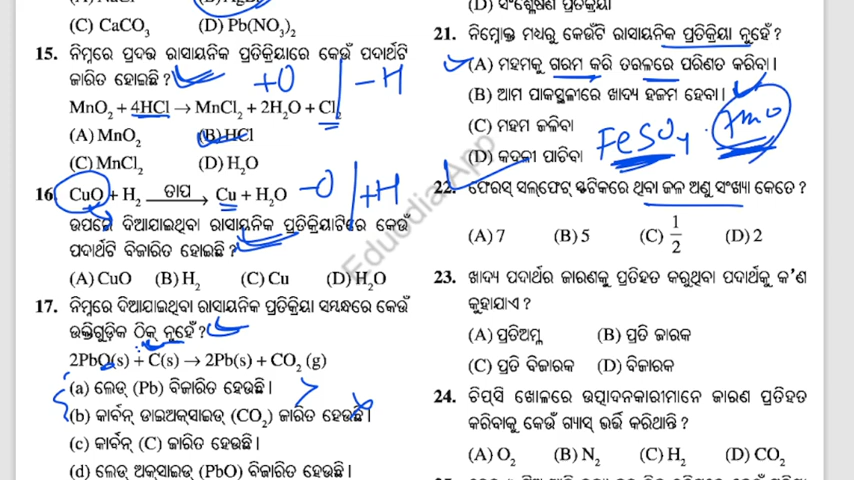 (C) CaCO₃ (D) Pb(NO₃)₂
15. ନିମ୍ନରେ ପ୍ରଦତ୍ତ ରାସାୟନିକ ପ୍ରତିକ୍ରିୟାରେ କେଉଁ ପଦାର୍ଥଟି
ଜାରିତ ହୋଇଛି ?
+O | -H
MnO₂ + 4HCl → MnCl₂ + 2H₂O + Cl₂
(A) MnO₂ (B) HCl
(C) MnCl₂ (D) H₂O
16. CuO + H₂ —ତାପ→ Cu + H₂O
-O | +H
ଉପରେ ଦିଆଯାଇଥିବା ରାସାୟନିକ ପ୍ରତିକ୍ରିୟାଟିରେ କେଉଁ
ପଦାର୍ଥଟି ବିଜାରିତ ହୋଇଛି ?
(A) CuO (B) H₂ (C) Cu (D) H₂O
17. ନିମ୍ନରେ ଦିଆଯାଇଥିବା ରାସାୟନିକ ପ୍ରତିକ୍ରିୟା ସମ୍ବନ୍ଧରେ କେଉଁ
ଉକ୍ତିଗୁଡ଼ିକ ଠିକ୍ ନୁହେଁ ?
2PbO(s) + C(s) → 2Pb(s) + CO₂ (g)
(a) ଲେଡ୍ (Pb) ବିଜାରିତ ହେଉଛି।
(b) କାର୍ବନ୍ ଡାଇଅକ୍ସାଇଡ୍ (CO₂) ଜାରିତ ହେଉଛି।
(c) କାର୍ବନ୍ (C) ଜାରିତ ହେଉଛି।
(d) ଲେଡ୍ ଅକ୍ସାଇଡ୍ (PbO) ବିଜାରିତ ହେଉଛି।
(D) ସଂଶ୍ଳେଷଣ ପ୍ରତିକ୍ରିୟା
21. ନିମ୍ନୋକ୍ତ ମଧ୍ୟରୁ କେଉଁଟି ରାସାୟନିକ ପ୍ରତିକ୍ରିୟା ନୁହେଁ ?
(A) ମହମକୁ ଗରମ କରି ତରଳରେ ପରିଣତ କରିବା।
(B) ଆମ ପାକସ୍ଥଳୀରେ ଖାଦ୍ୟ ହଜମ ହେବା।
(C) ମହମ ଜଳିବା
(D) କଦଳୀ ପାଚିବା
FeSO₄ . 7H₂O
22. ଫେରସ୍ ସଲ୍‌ଫେଟ୍ ସ୍ଫଟିକରେ ଥିବା ଜଳ ଅଣୁ ସଂଖ୍ୟା କେତେ ?
(A) 7 (B) 5 (C) 1/2 (D) 2
23. ଖାଦ୍ୟ ପଦାର୍ଥର ଜାରଣକୁ ପ୍ରତିହତ କରୁଥିବା ପଦାର୍ଥକୁ କ'ଣ
କୁହାଯାଏ ?
(A) ପ୍ରତିଅମ୍ଳ (B) ପ୍ରତି ଜାରକ
(C) ପ୍ରତି ବିଜାରକ (D) ବିଜାରକ
24. ଚିପ୍‌ସି ଖୋଳରେ ଉତ୍ପାଦନକାରୀମାନେ ଜାରଣ ପ୍ରତିହତ
କରିବାକୁ କେଉଁ ଗ୍ୟାସ୍ ଭର୍ତ୍ତି କରିଥାନ୍ତି ?
(A) O₂ (B) N₂ (C) H₂ (D) CO₂
Eduodia App